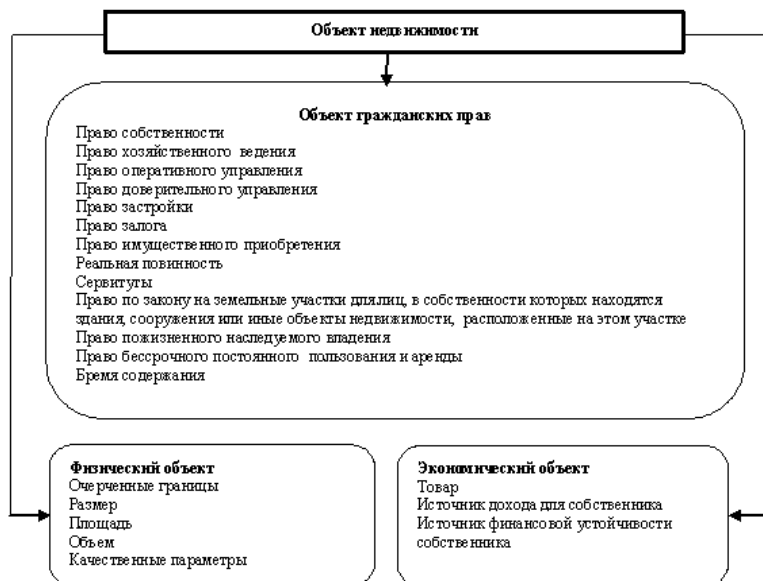 Объект недвижимости
Объект гражданских прав
Право собственности
Право хозяйственного ведения
Право оперативного управления
Право доверительного управления
Право застройки
Право залога
Право имущественного приобретения
Реальная повинность
Сервитуты
Право по закону на земельные участки для лиц, в собственности которых находятся
здания, сооружения или иные объекты недвижимости, расположенные на этом участке
Право пожизненного наследуемого владения
Право бессрочного постоянного пользования и аренды
Бремя содержания
Физический объект
Очерченные границы
Размер
Площадь
Объем
Качественные параметры
Экономический объект
Товар
Источник дохода для собственника
Источник финансовой устойчивости
собственника